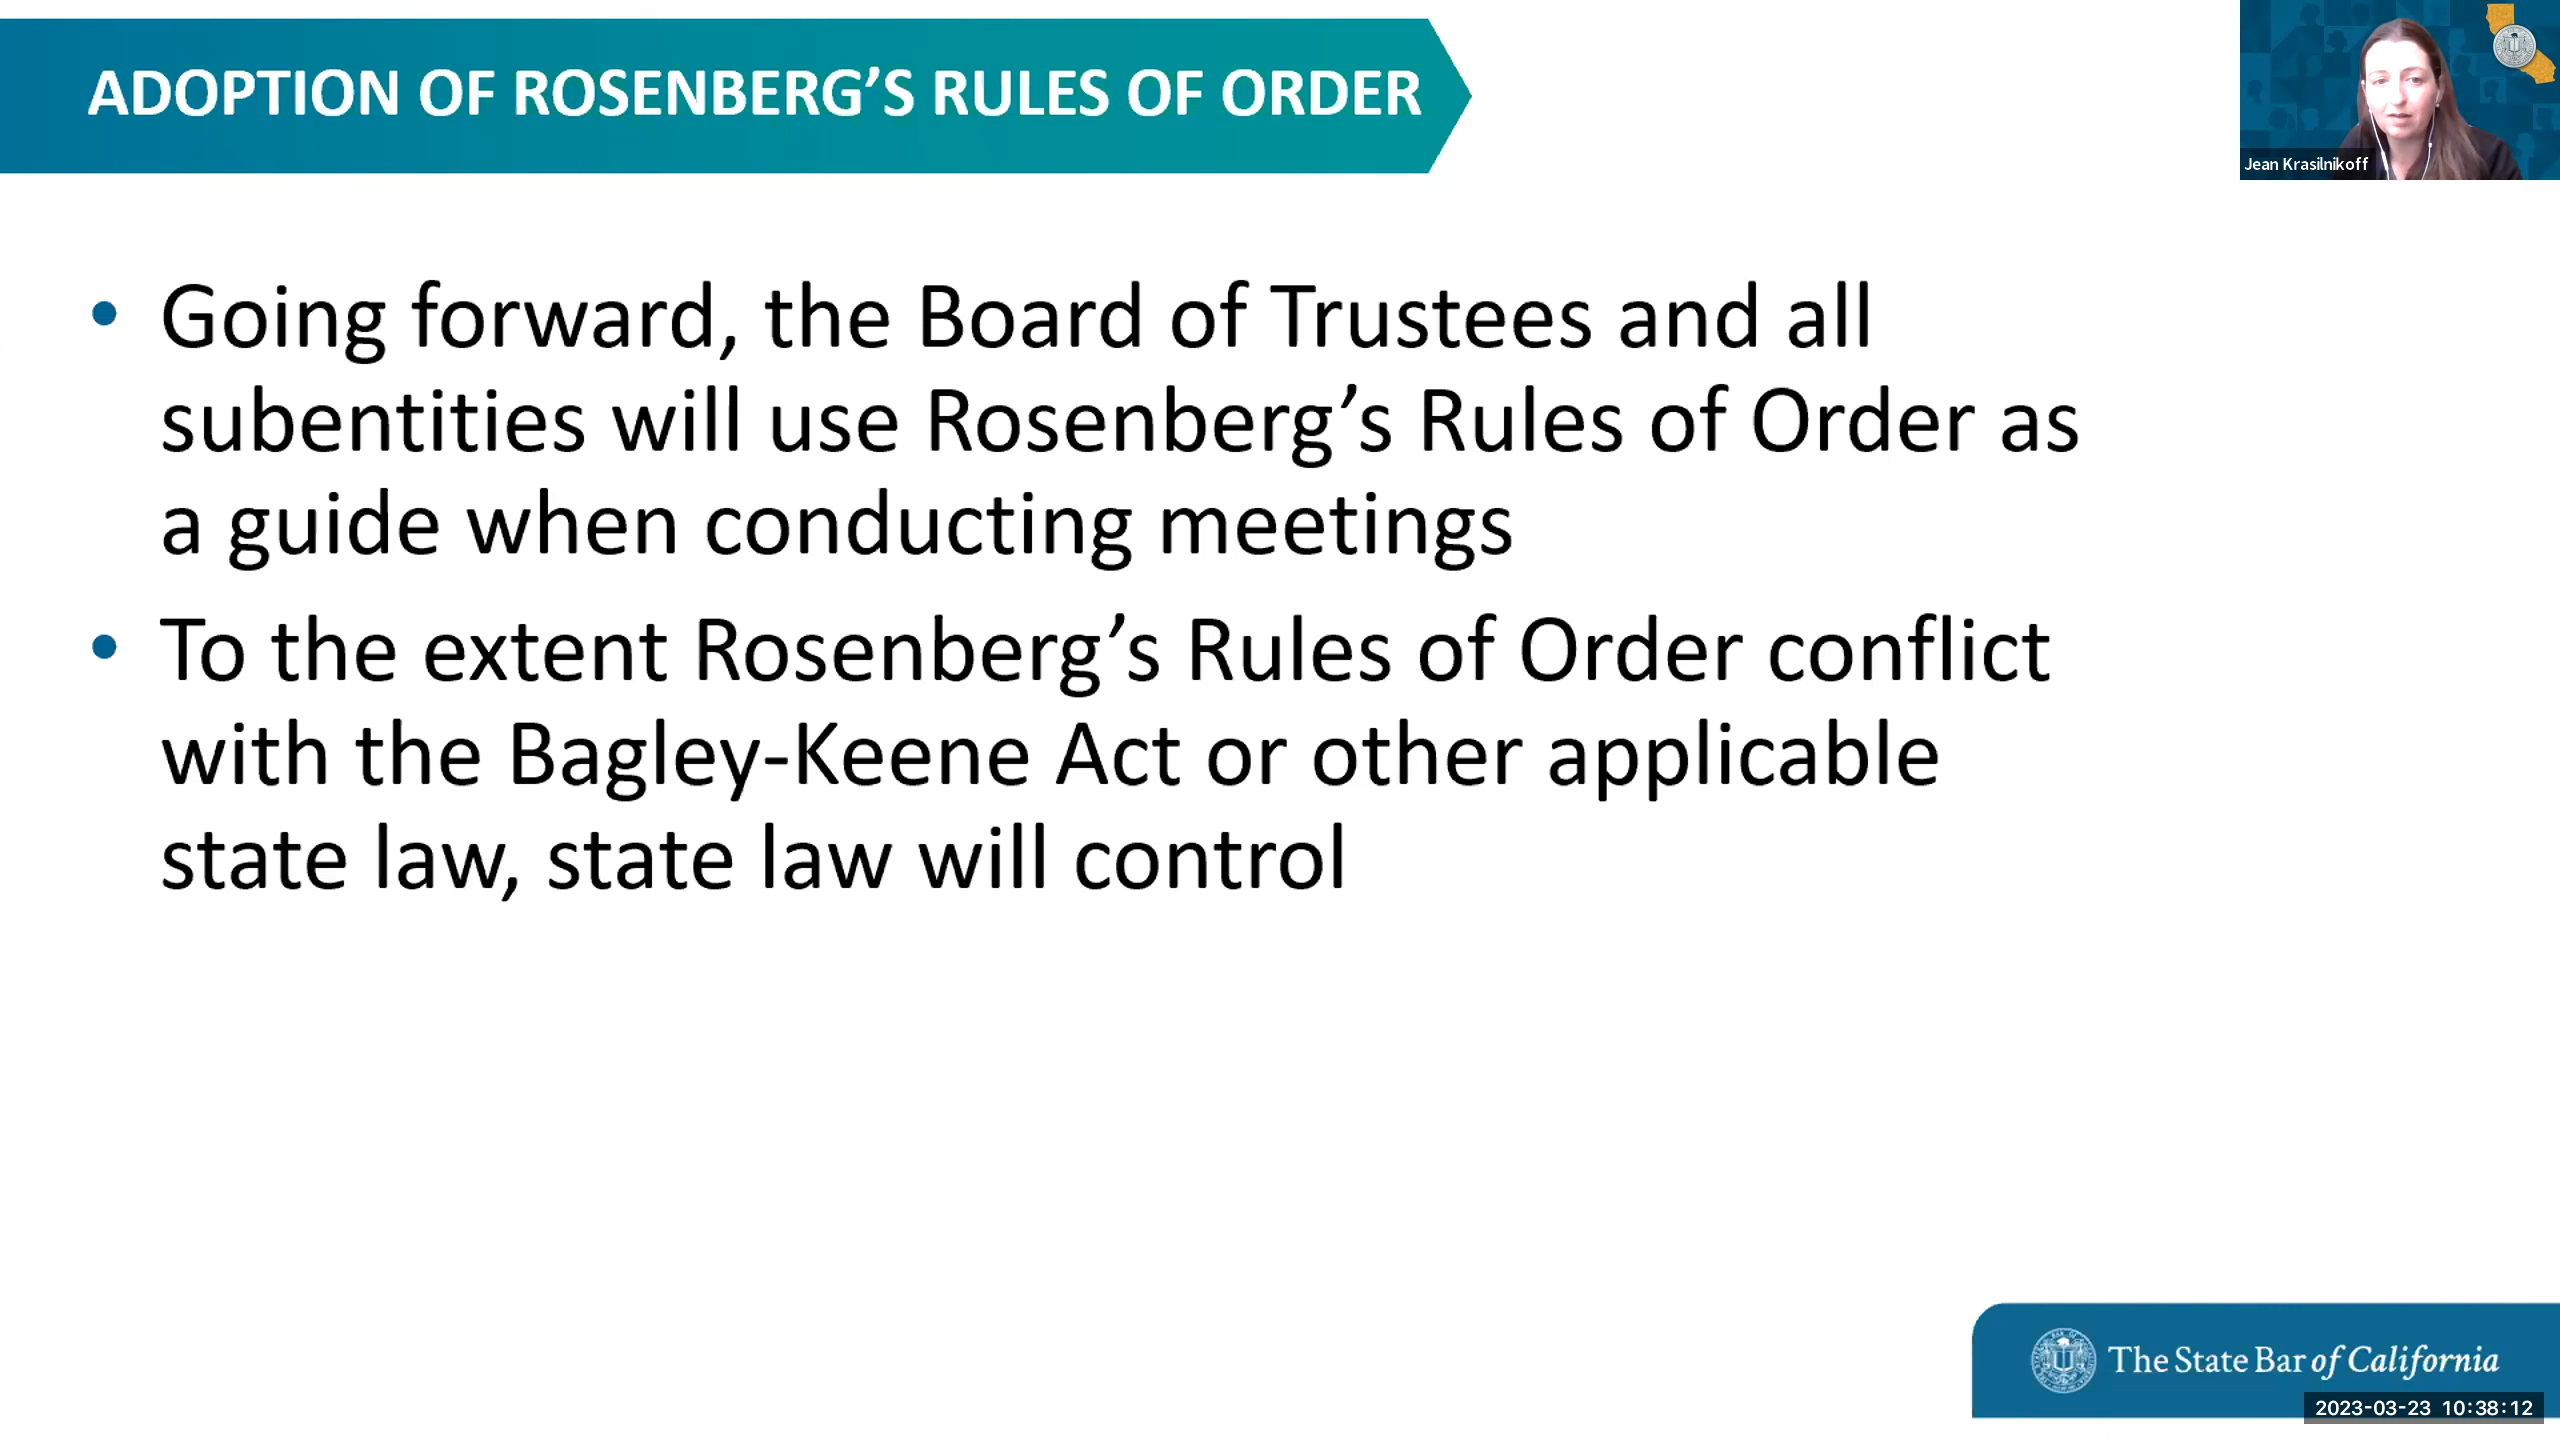 ADOPTION OF ROSENBERG’S RULES OF ORDER
Jean Krasilnikoff
• Going forward, the Board of Trustees and all
subentities will use Rosenberg’s Rules of Order as
a guide when conducting meetings
• To the extent Rosenberg’s Rules of Order conflict
with the Bagley-Keene Act or other applicable
state law, state law will control
The State Bar of California
2023-03-23 10:38:12